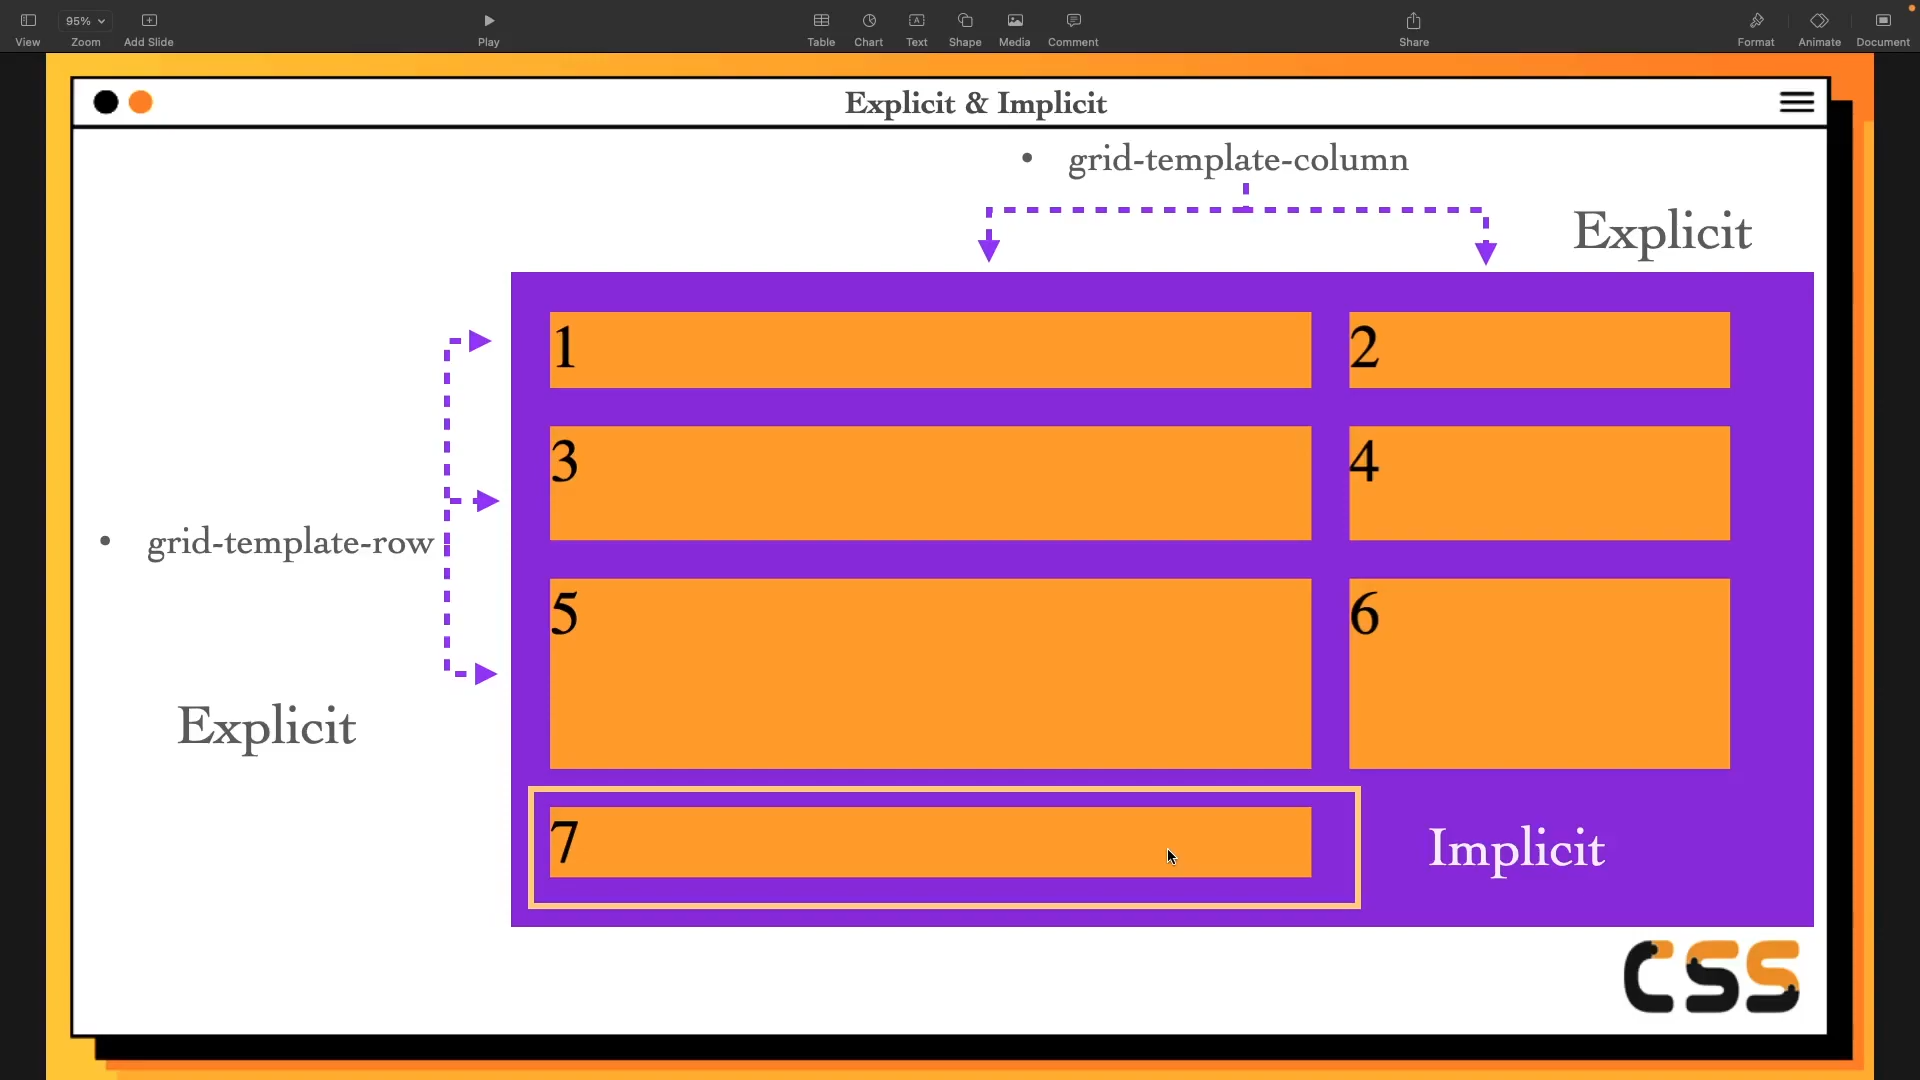 95%
View
Zoom
Add Slide
Play
Table
Chart
Text
Shape
Media
Comment
Share
Format
Animate
Document
Explicit & Implicit
• grid-template-column
Explicit
1
2
3
4
• grid-template-row
5
6
Explicit
7
Implicit
CSS